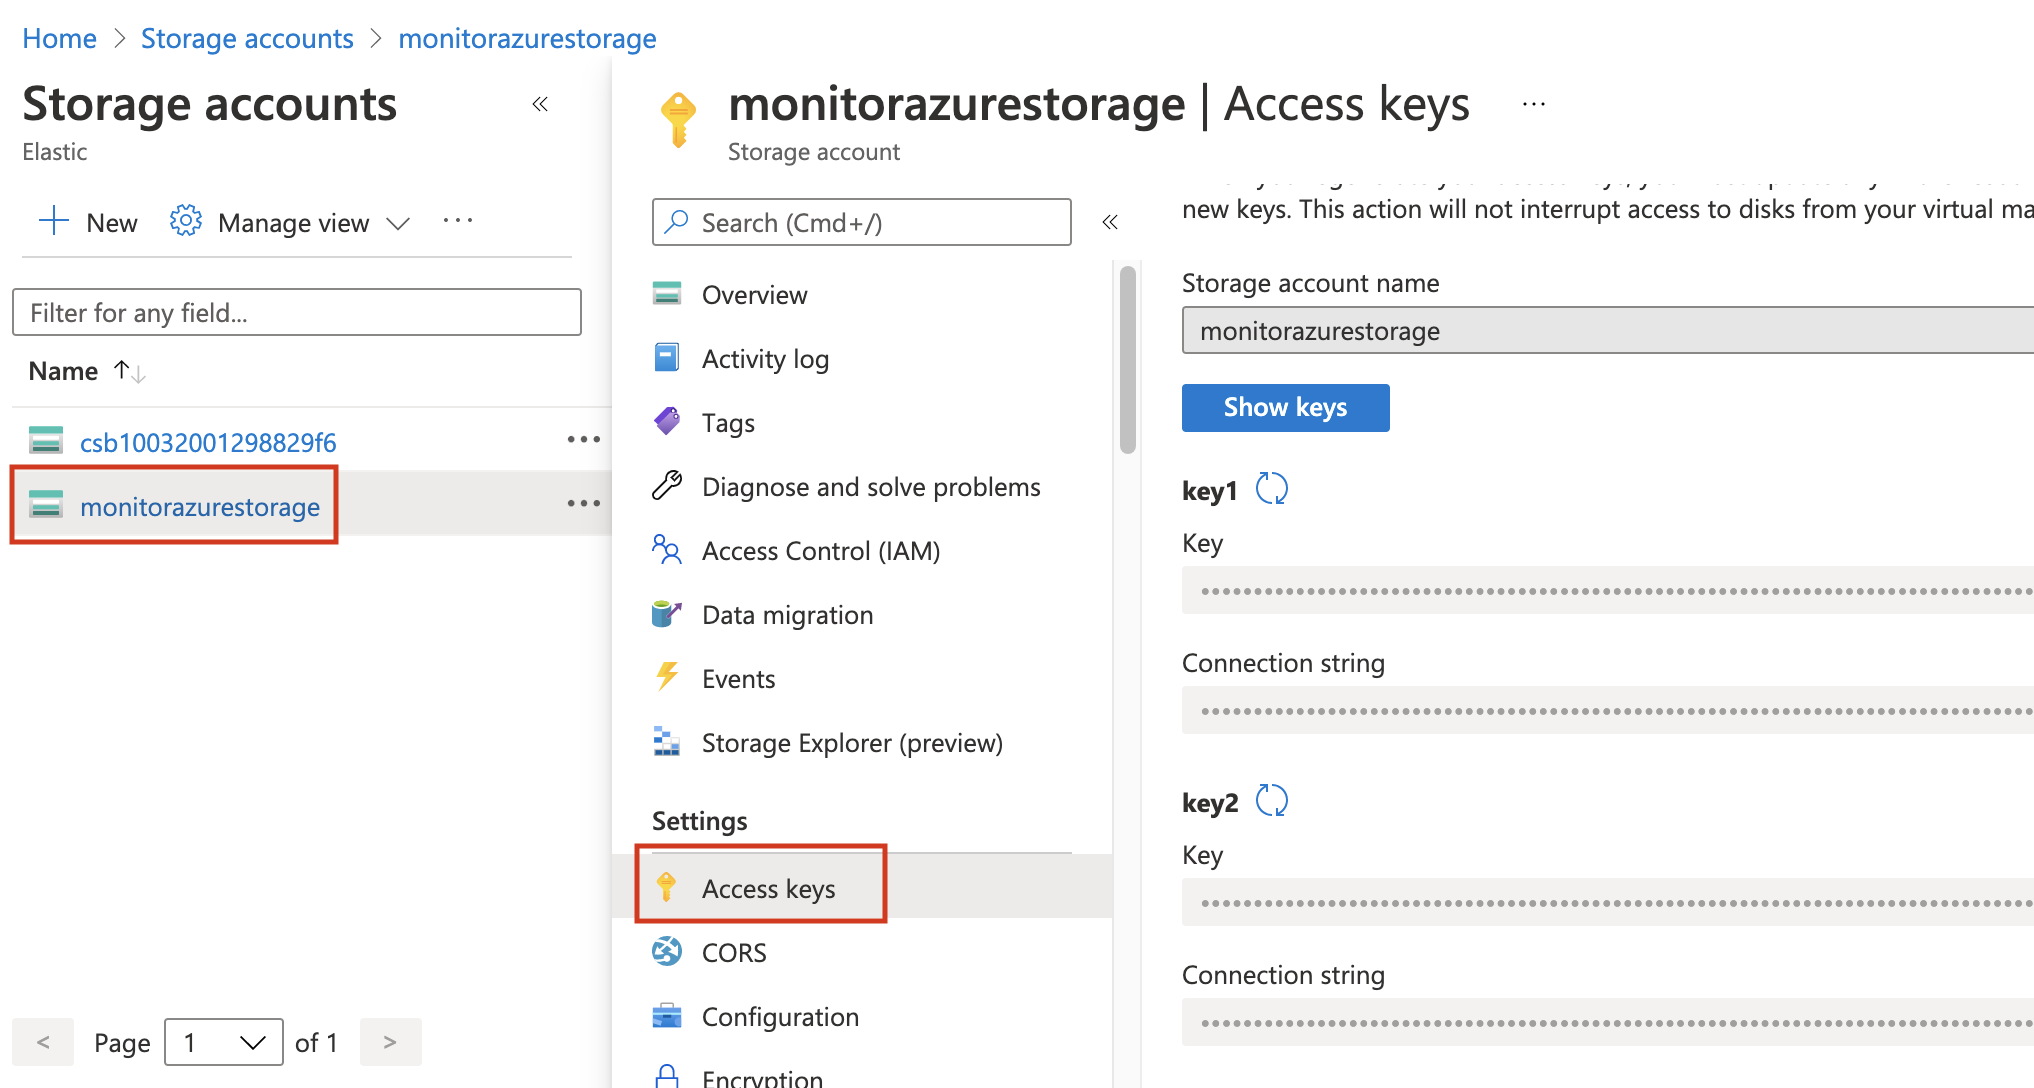 Home > Storage accounts > monitorazurestorage
Storage accounts
Elastic
New Manage view
Filter for any field...
Name
csb10032001298829f6
monitorazurestorage
< Page 1 of 1 >
monitorazurestorage | Access keys
Storage account
Search (Cmd+/)
Overview
Activity log
Tags
Diagnose and solve problems
Access Control (IAM)
Data migration
Events
Storage Explorer (preview)
Settings
Access keys
CORS
Configuration
Encryption
new keys. This action will not interrupt access to disks from your virtual ma
Storage account name
monitorazurestorage
Show keys
key1
Key
Connection string
key2
Key
Connection string